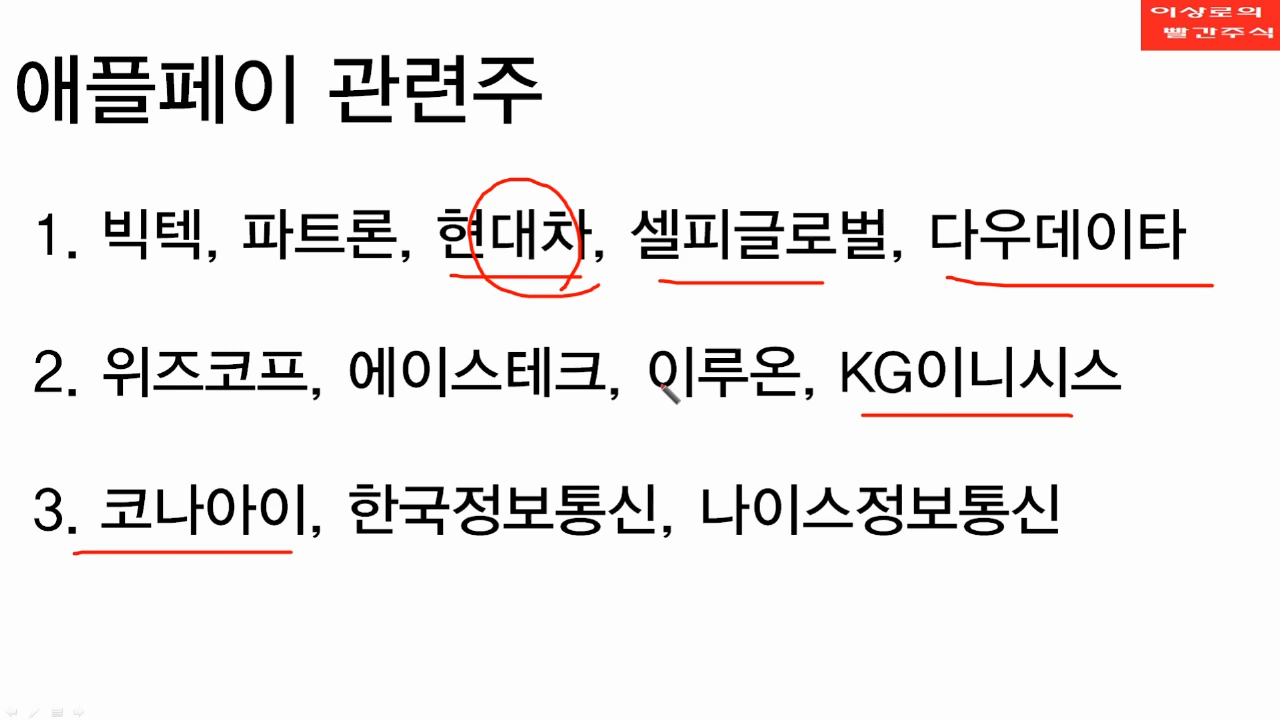 이상로의
빨간주식
애플페이 관련주
1. 빅텍, 파트론, 현대차, 셀피글로벌, 다우데이타
2. 위즈코프, 에이스테크, 이루온, KG이니시스
3. 코나아이, 한국정보통신, 나이스정보통신